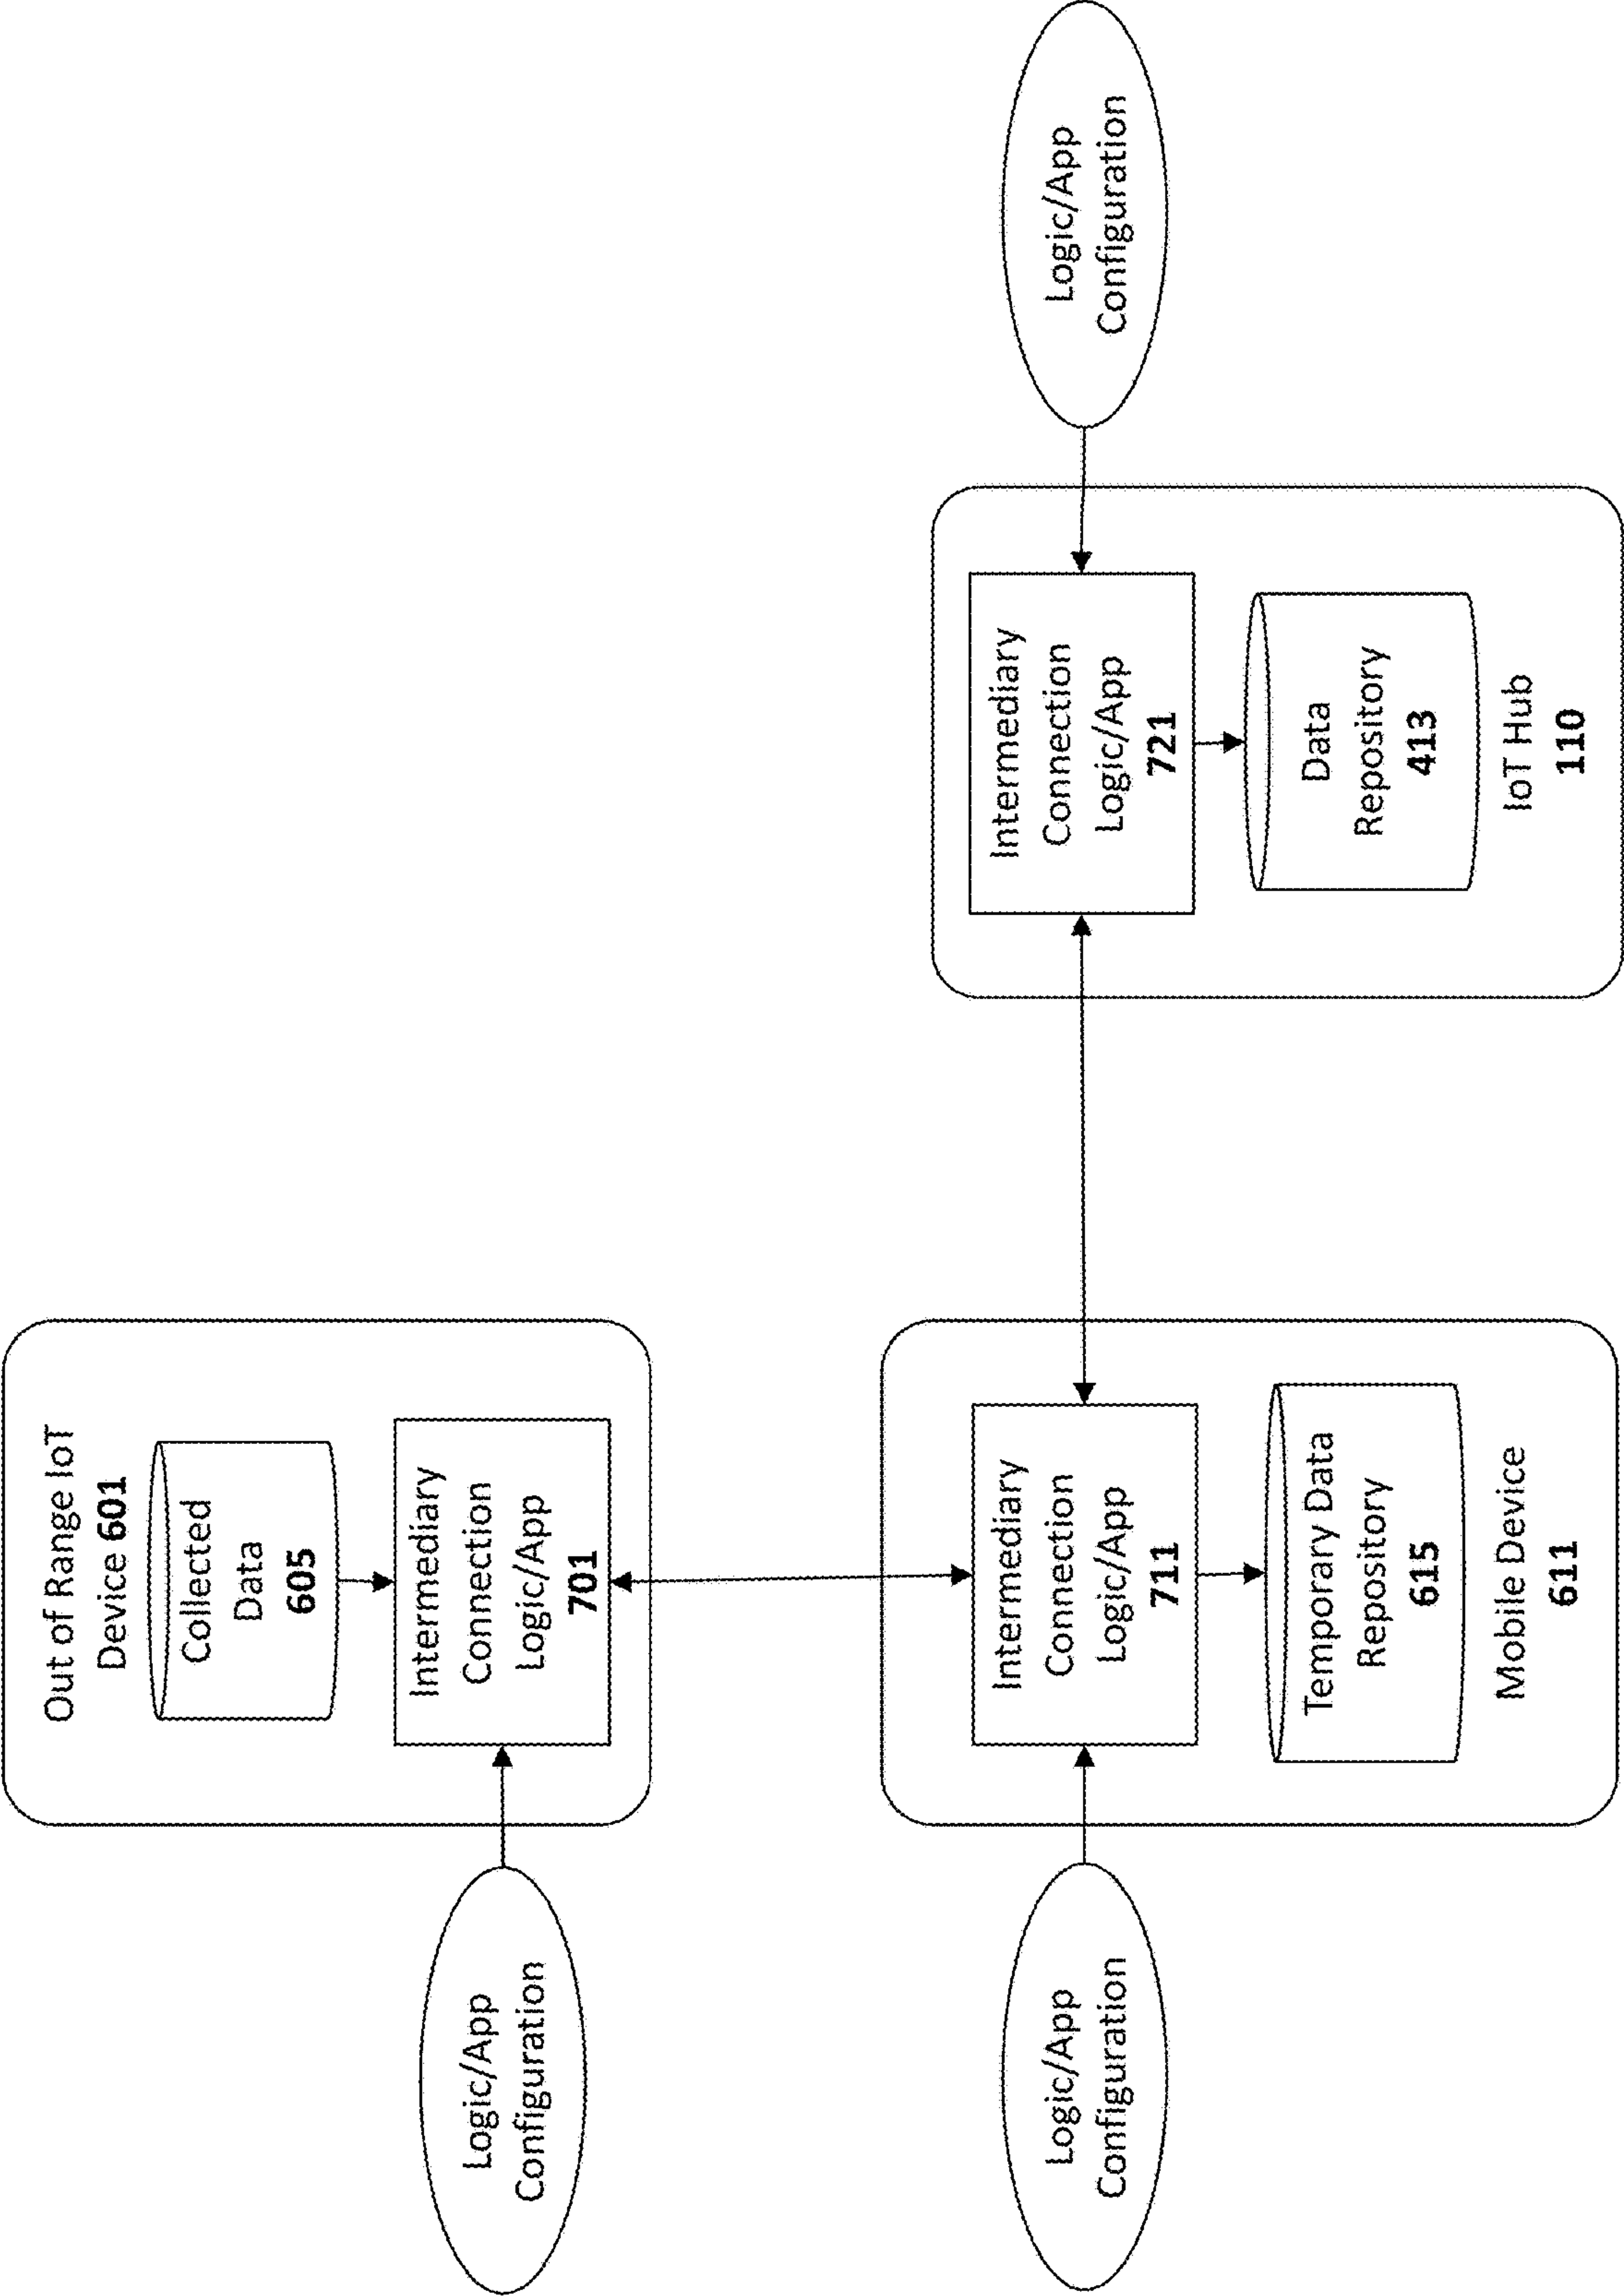 Out of Range IoT
Device 601
Collected
Data
605
Intermediary
Connection
Logic/App
701
Logic/App
Configuration
Intermediary
Connection
Logic/App
711
Temporary Data
Repository
615
Mobile Device
611
Logic/App
Configuration
Intermediary
Connection
Logic/App
721
Data
Repository
413
IoT Hub
110
Logic/App
Configuration